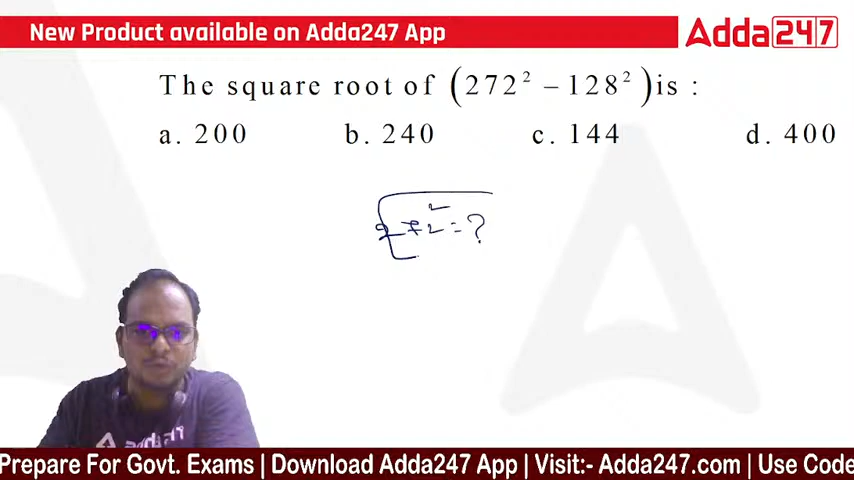 New Product available on Adda247 App
Adda247
The square root of (272² – 128²) is :
a. 200 b. 240 c. 144 d. 400
272² = ?
Prepare For Govt. Exams | Download Adda247 App | Visit:- Adda247.com | Use Code